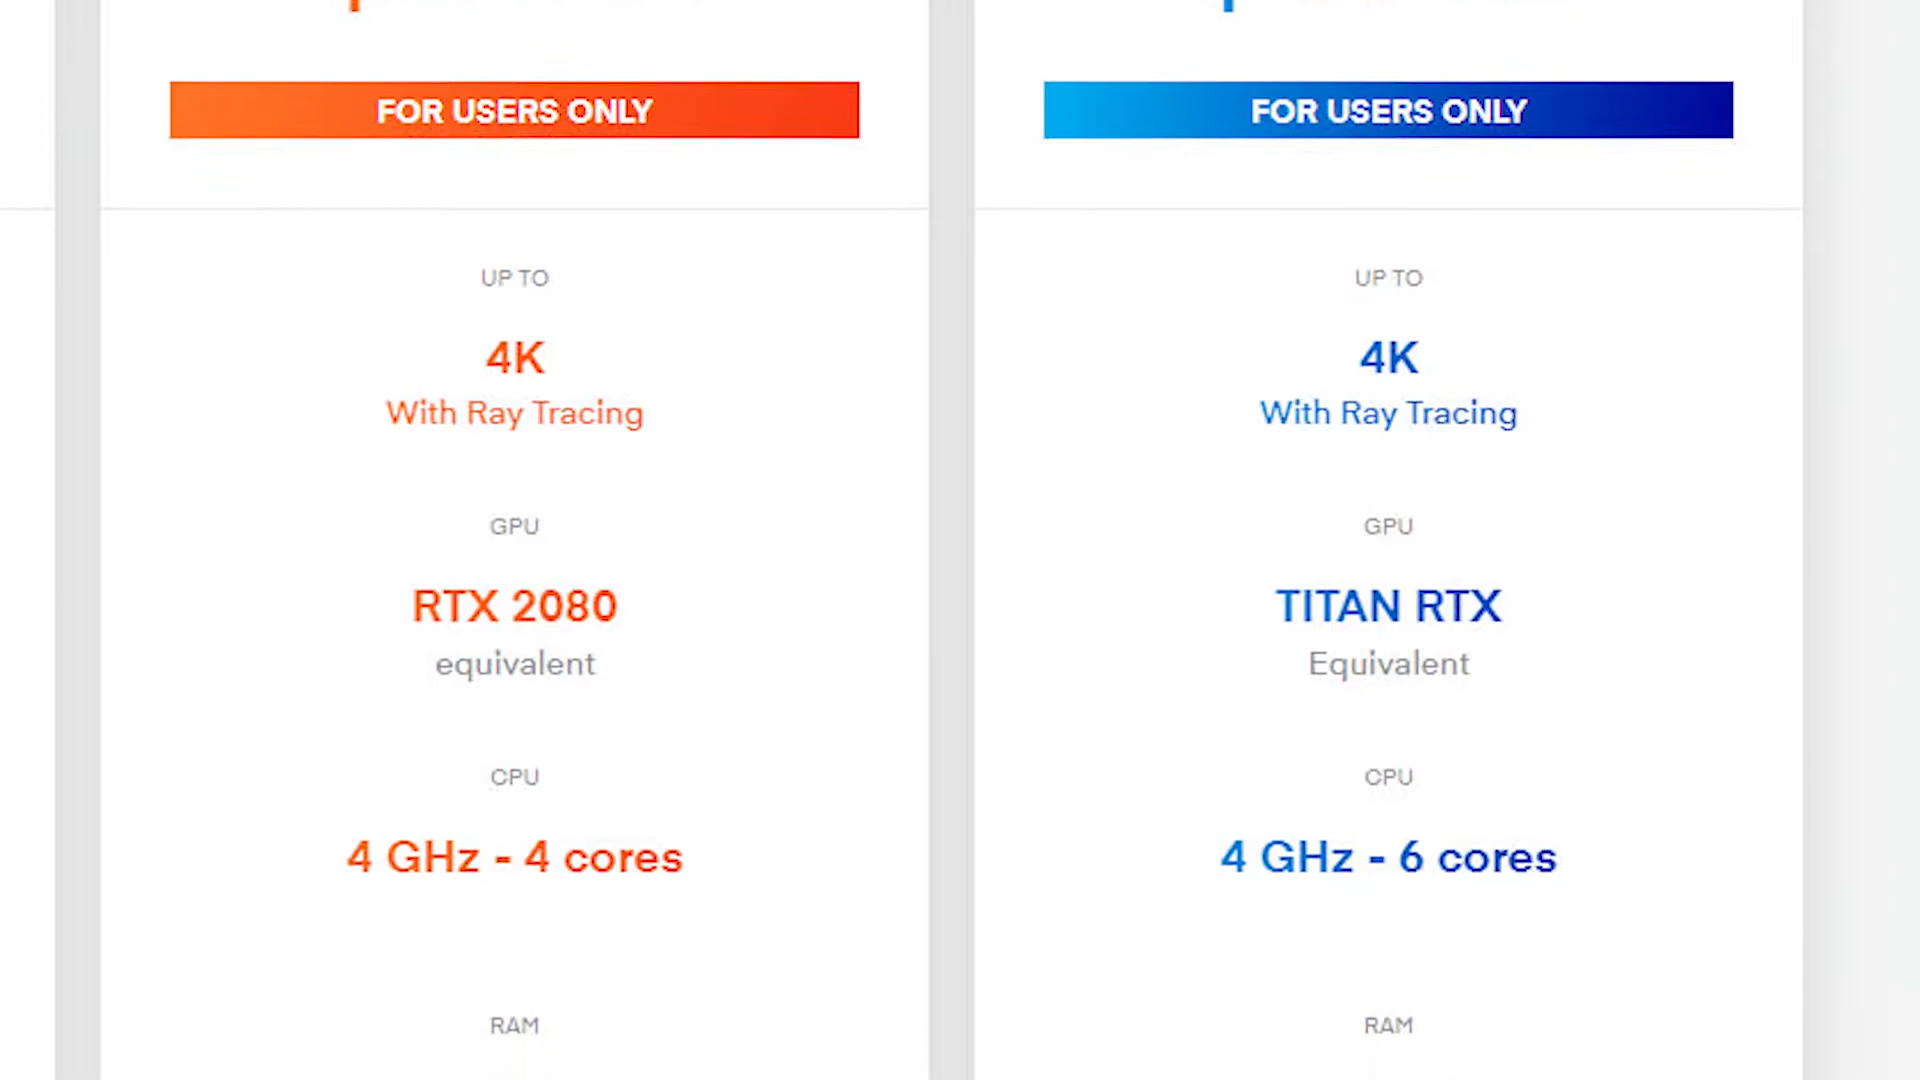 FOR USERS ONLY
UP TO
4K
With Ray Tracing
GPU
RTX 2080
equivalent
CPU
4 GHz - 4 cores
RAM
FOR USERS ONLY
UP TO
4K
With Ray Tracing
GPU
TITAN RTX
Equivalent
CPU
4 GHz - 6 cores
RAM